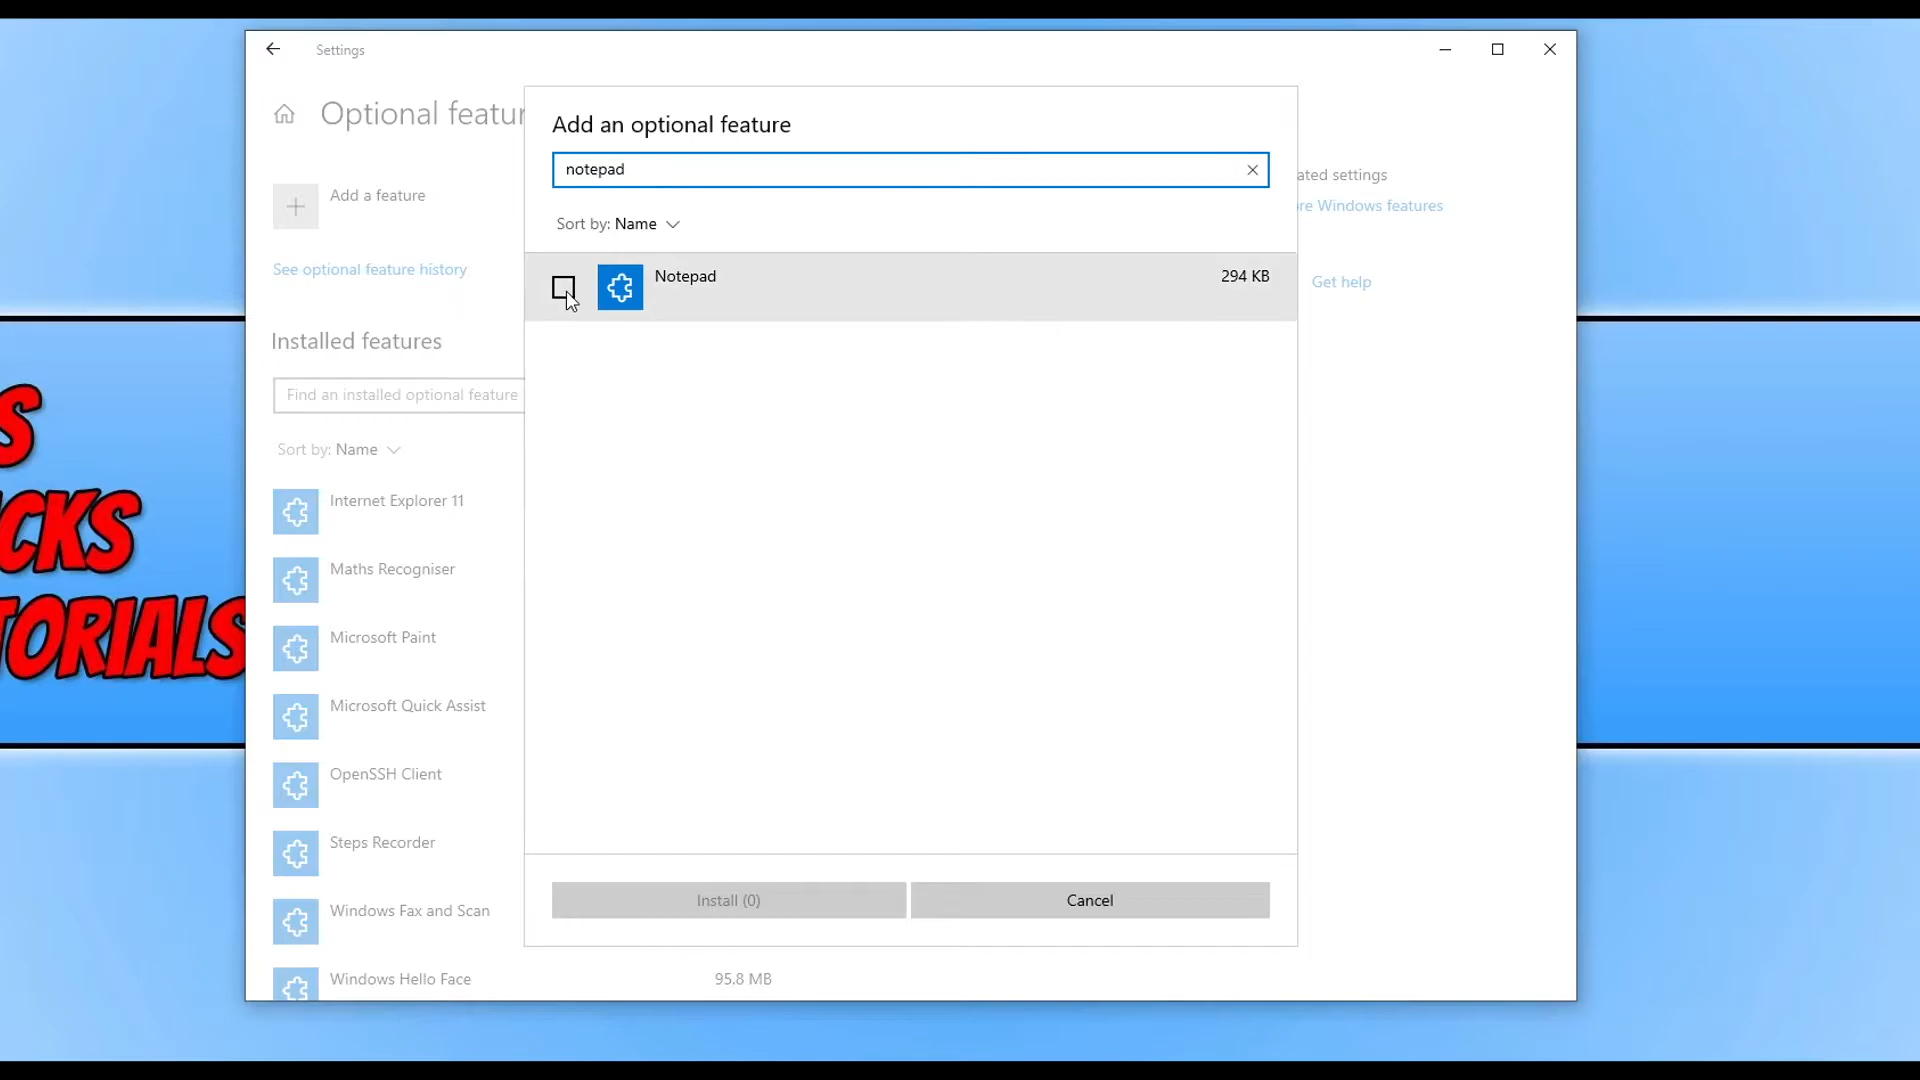 Settings
Optional featur
Add a feature
See optional feature history
Installed features
Find an installed optional feature
Sort by: Name
Internet Explorer 11
Maths Recogniser
Microsoft Paint
Microsoft Quick Assist
OpenSSH Client
Steps Recorder
Windows Fax and Scan
Windows Hello Face 95.8 MB
Add an optional feature
notepad
Sort by: Name
Notepad 294 KB
Install (0) Cancel
ated settings
re Windows features
Get help
S
CKS
TORIALS